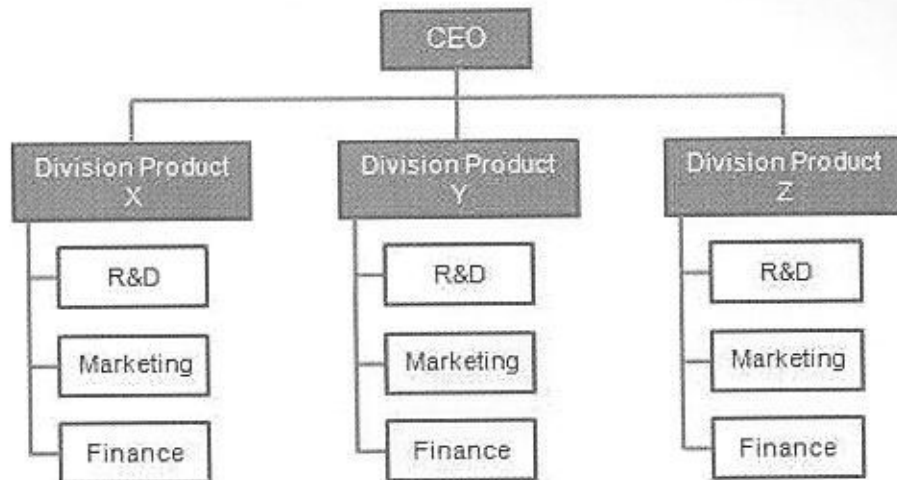 CEO
Division Product
X
Division Product
Y
Division Product
Z
R&D
R&D
R&D
Marketing
Marketing
Marketing
Finance
Finance
Finance